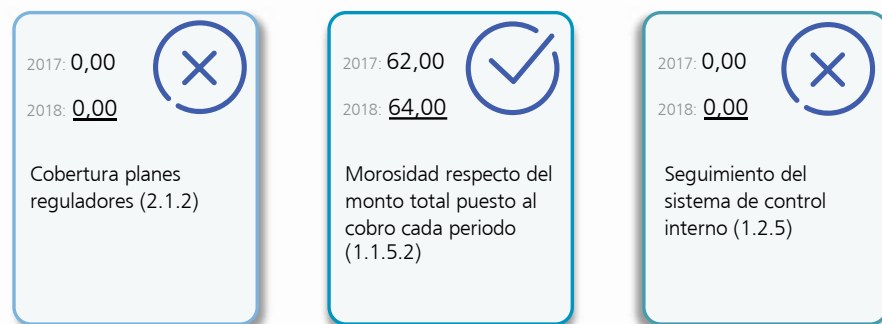 2017: 0,00
2018: 0,00
Cobertura planes
reguladores (2.1.2)
2017: 62,00
2018: 64,00
Morosidad respecto del
monto total puesto al
cobro cada periodo
(1.1.5.2)
2017: 0,00
2018: 0,00
Seguimiento del
sistema de control
interno (1.2.5)